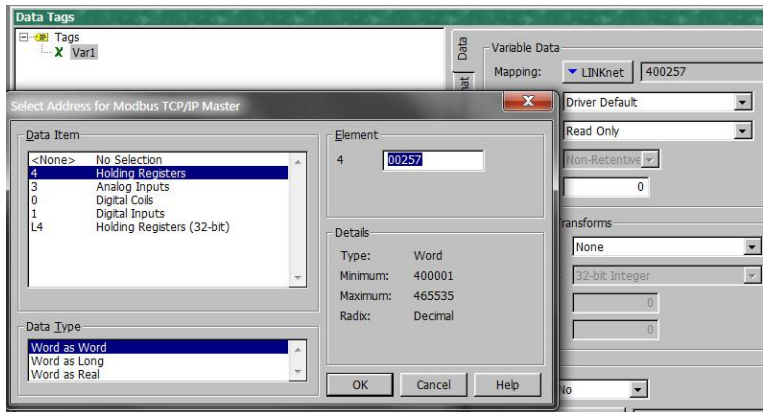 Data Tags
Tags
X Var1
Data
Variable Data
Mapping:
LINKnet
400257
Driver Default
Read Only
Non-Retentive
0
Transforms
None
32-bit Integer
0
0
No
Select Address for Modbus TCP/IP Master
Data Item
<None> No Selection
4 Holding Registers
3 Analog Inputs
0 Digital Coils
1 Digital Inputs
L4 Holding Registers (32-bit)
Element
4 00257
Details
Type: Word
Minimum: 400001
Maximum: 465535
Radix: Decimal
Data Type
Word as Word
Word as Long
Word as Real
OK
Cancel
Help